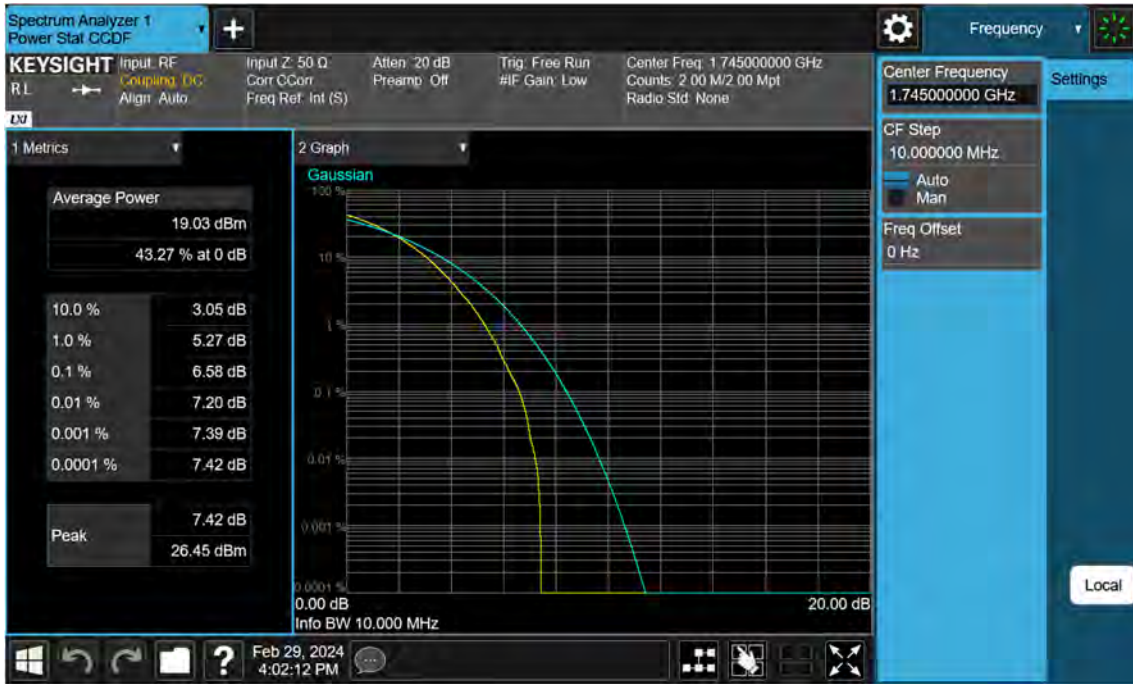 Spectrum Analyzer 1
Power Stat CCDF
Frequency
KEYSIGHT
RL
LXI
Input: RF
Coupling: DC
Align: Auto
Input Z: 50 Ω
Corr CCorr
Freq Ref: Int (S)
Atten: 20 dB
Preamp: Off
Trig: Free Run
#IF Gain: Low
Center Freq: 1.745000000 GHz
Counts: 2.00 M/2.00 Mpt
Radio Std: None
Center Frequency
1.745000000 GHz
Settings
CF Step
10.000000 MHz
Auto
Man
Freq Offset
0 Hz
1 Metrics
Average Power
19.03 dBm
43.27 % at 0 dB
10.0 % 3.05 dB
1.0 % 5.27 dB
0.1 % 6.58 dB
0.01 % 7.20 dB
0.001 % 7.39 dB
0.0001 % 7.42 dB
Peak
7.42 dB
26.45 dBm
2 Graph
Gaussian
100 %
10 %
1 %
0.1 %
0.01 %
0.001 %
0.0001 %
0.00 dB 20.00 dB
Info BW 10.000 MHz
Local
?
Feb 29, 2024
4:02:12 PM